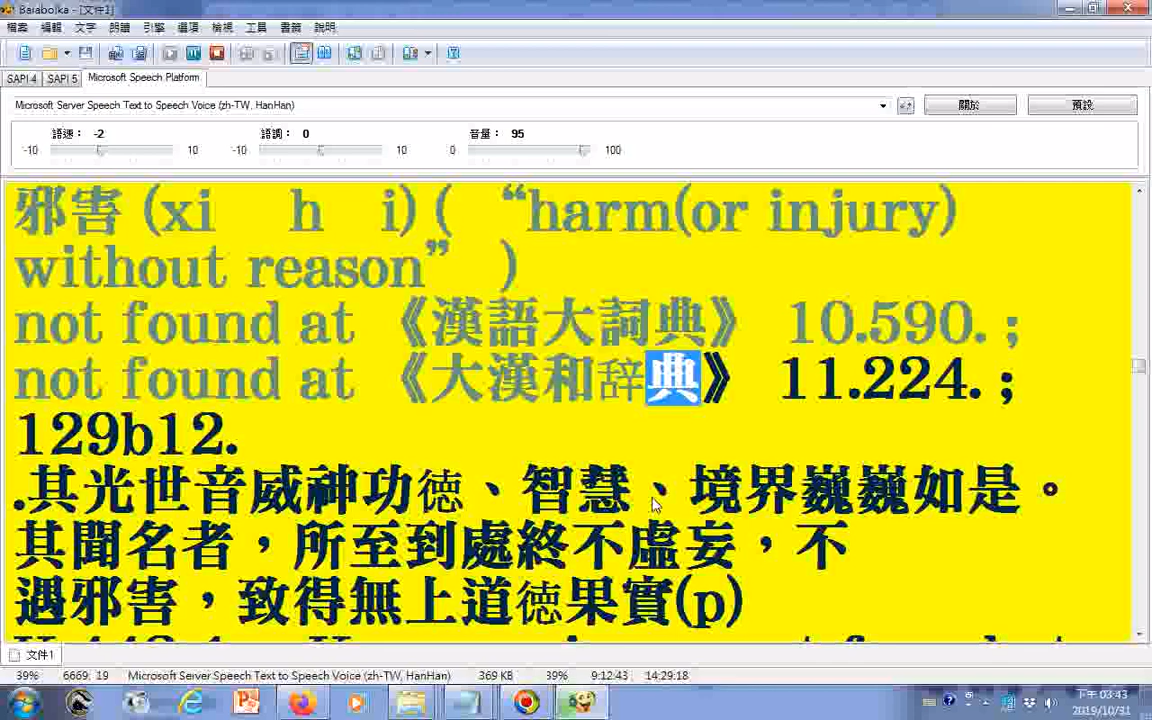 Balabolka - [文件1]
檔案 編輯 文字 朗讀 引擎 選項 檢視 工具 書籤 說明
SAPI 4 SAPI 5 Microsoft Speech Platform
Microsoft Server Speech Text to Speech Voice (zh-TW, HanHan) 關於 預設
語速： -2 語調： 0 音量： 95
-10 10 -10 10 0 100
邪害 (xi h i) ( “harm(or injury)
without reason” )
not found at 《漢語大詞典》 10.590. ;
not found at 《大漢和辞典》 11.224. ;
129b12.
.其光世音威神功徳、智慧、境界巍巍如是。
其聞名者，所至到處終不虛妄，不
遇邪害，致得無上道徳果實(p)
文件1
39% 6669, 19 Microsoft Server Speech Text to Speech Voice (zh-TW, HanHan) 369 KB 39% 9:12:43 14:29:18
下午 03:43
2019/10/31